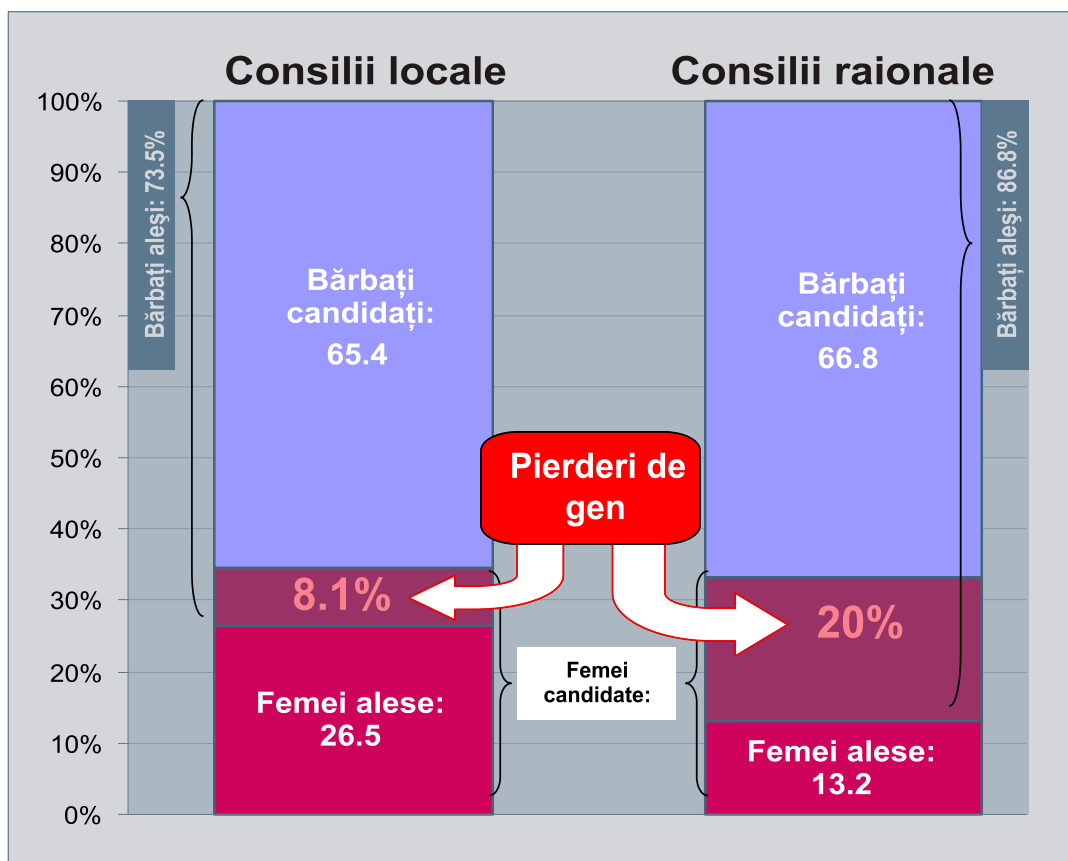 Consilii locale
Consilii raionale
100%
90%
80%
70%
60%
50%
40%
30%
20%
10%
0%
Bărbați aleşi: 73.5%
Bărbați
candidați:
65.4
8.1%
Femei alese:
26.5
Pierderi de
gen
Femei
candidate:
Bărbați
candidați:
66.8
20%
Femei alese:
13.2
Bărbați aleşi: 86.8%